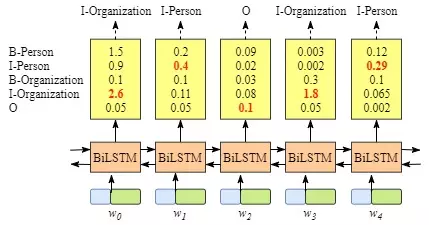 I-Organization I-Person O I-Organization I-Person
B-Person 1.5 0.2 0.09 0.003 0.12
I-Person 0.9 0.4 0.02 0.002 0.29
B-Organization 0.1 0.1 0.03 0.3 0.1
I-Organization 2.6 0.11 0.08 1.8 0.065
O 0.05 0.05 0.1 0.05 0.002
BiLSTM BiLSTM BiLSTM BiLSTM BiLSTM
w0 w1 w2 w3 w4